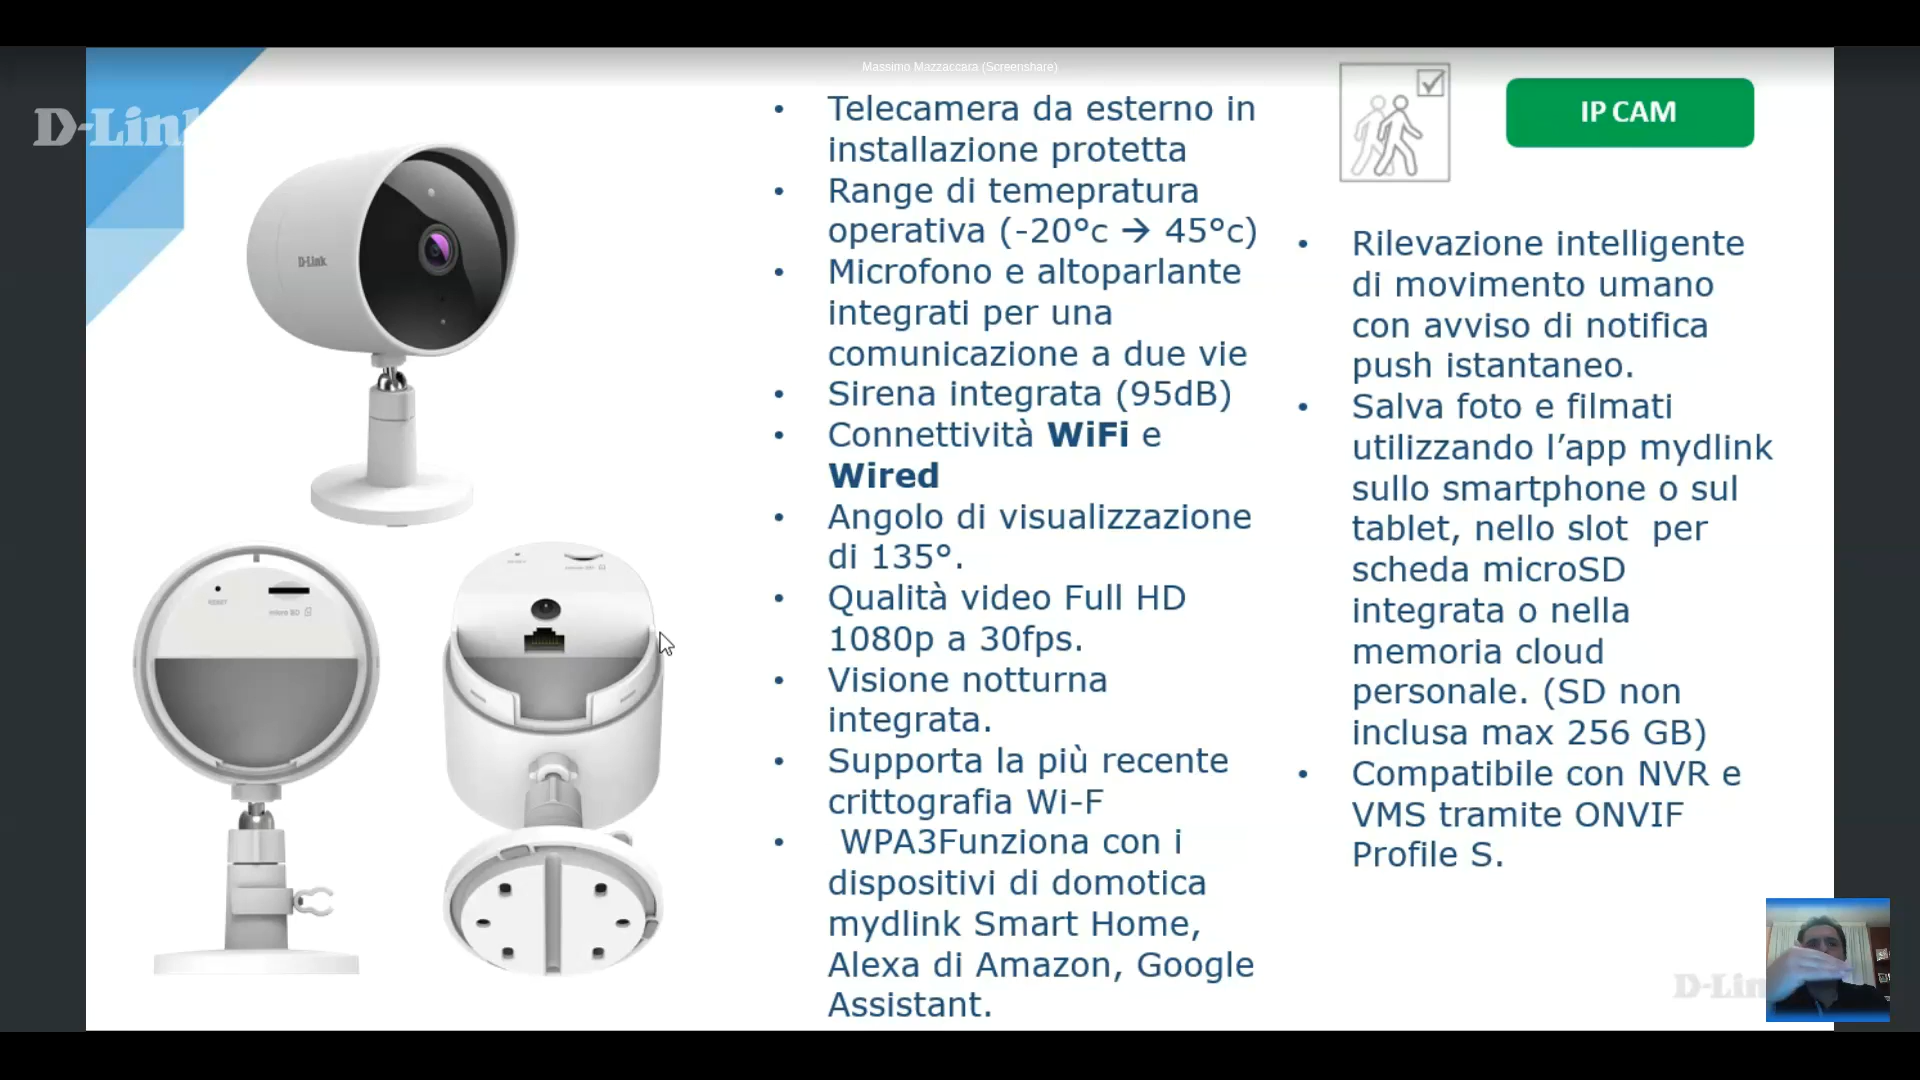 Massimo Mazzaccara (Screenshare)
D-Link
D-Link
RESET
micro SD
• Telecamera da esterno in
installazione protetta
• Range di temepratura
operativa (-20°c → 45°c)
• Microfono e altoparlante
integrati per una
comunicazione a due vie
• Sirena integrata (95dB)
• Connettività WiFi e
Wired
• Angolo di visualizzazione
di 135°.
• Qualità video Full HD
1080p a 30fps.
• Visione notturna
integrata.
• Supporta la più recente
crittografia Wi-F
• WPA3Funziona con i
dispositivi di domotica
mydlink Smart Home,
Alexa di Amazon, Google
Assistant.
IP CAM
• Rilevazione intelligente
di movimento umano
con avviso di notifica
push istantaneo.
• Salva foto e filmati
utilizzando l’app mydlink
sullo smartphone o sul
tablet, nello slot per
scheda microSD
integrata o nella
memoria cloud
personale. (SD non
inclusa max 256 GB)
• Compatibile con NVR e
VMS tramite ONVIF
Profile S.
D-Lin